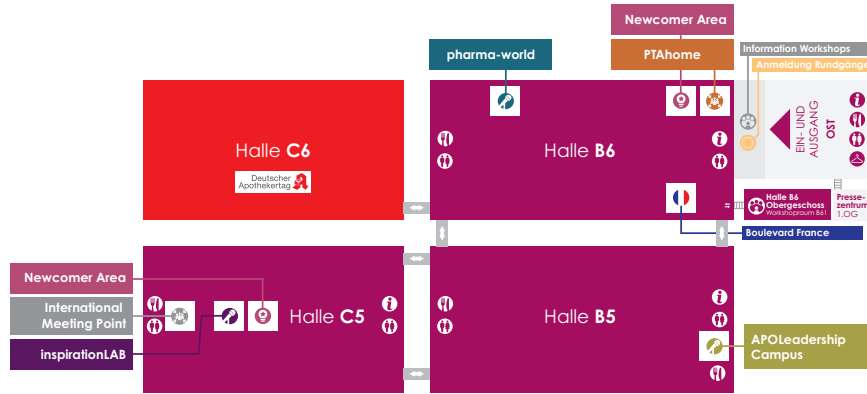 Newcomer Area
pharma-world
PTAhome
Information Workshops
Anmeldung Rundgänge
Halle C6
Deutscher
Apothekertag
Halle B6
EIN- UND
AUSGANG
OST
Halle B6
Obergeschoss
Workshopraum B61
Presse-
zentrum
1.OG
Boulevard France
Newcomer Area
International
Meeting Point
inspirationLAB
Halle C5
Halle B5
APOLeadership
Campus